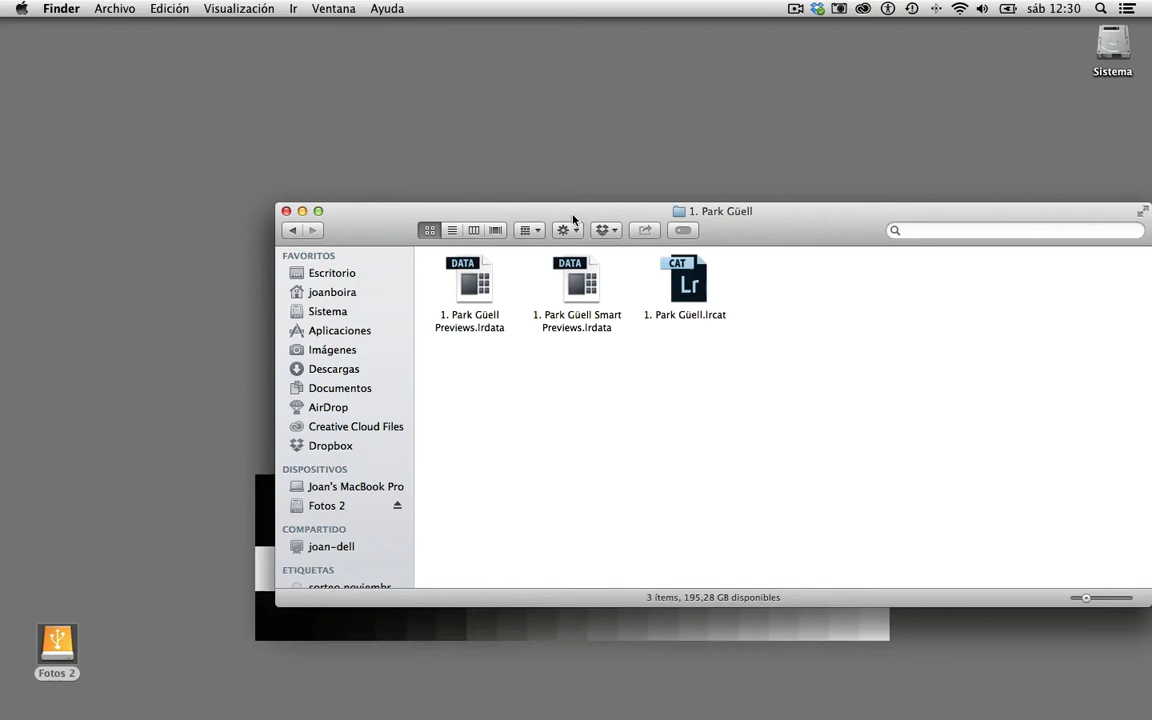 Finder Archivo Edición Visualización Ir Ventana Ayuda sáb 12:30
Sistema
1. Park Güell
FAVORITOS
Escritorio
joanboira
Sistema
Aplicaciones
Imágenes
Descargas
Documentos
AirDrop
Creative Cloud Files
Dropbox
DISPOSITIVOS
Joan's MacBook Pro
Fotos 2
COMPARTIDO
joan-dell
ETIQUETAS
DATA
1. Park Güell
Previews.lrdata
DATA
1. Park Güell Smart
Previews.lrdata
CAT
Lr
1. Park Güell.lrcat
3 ítems, 195,28 GB disponibles
Fotos 2